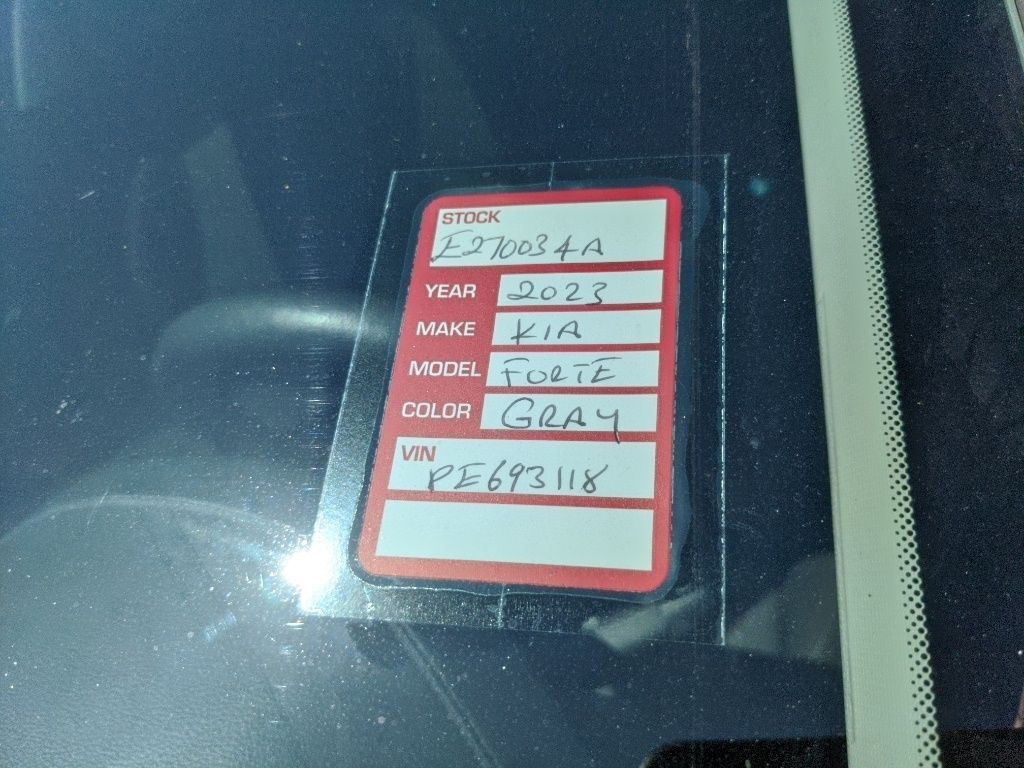 STOCK
E270034A
YEAR 2023
MAKE KIA
MODEL FORTE
COLOR GRAY
VIN
PE693118